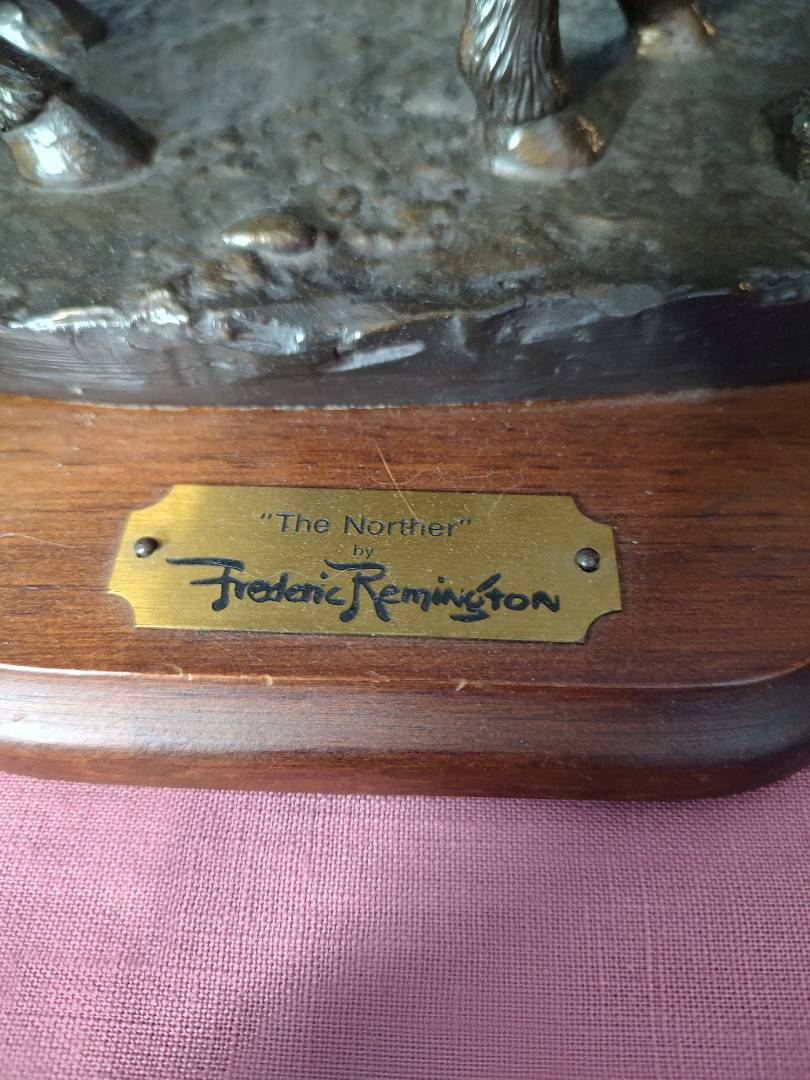 "The Norther"
by
Frederic Remington